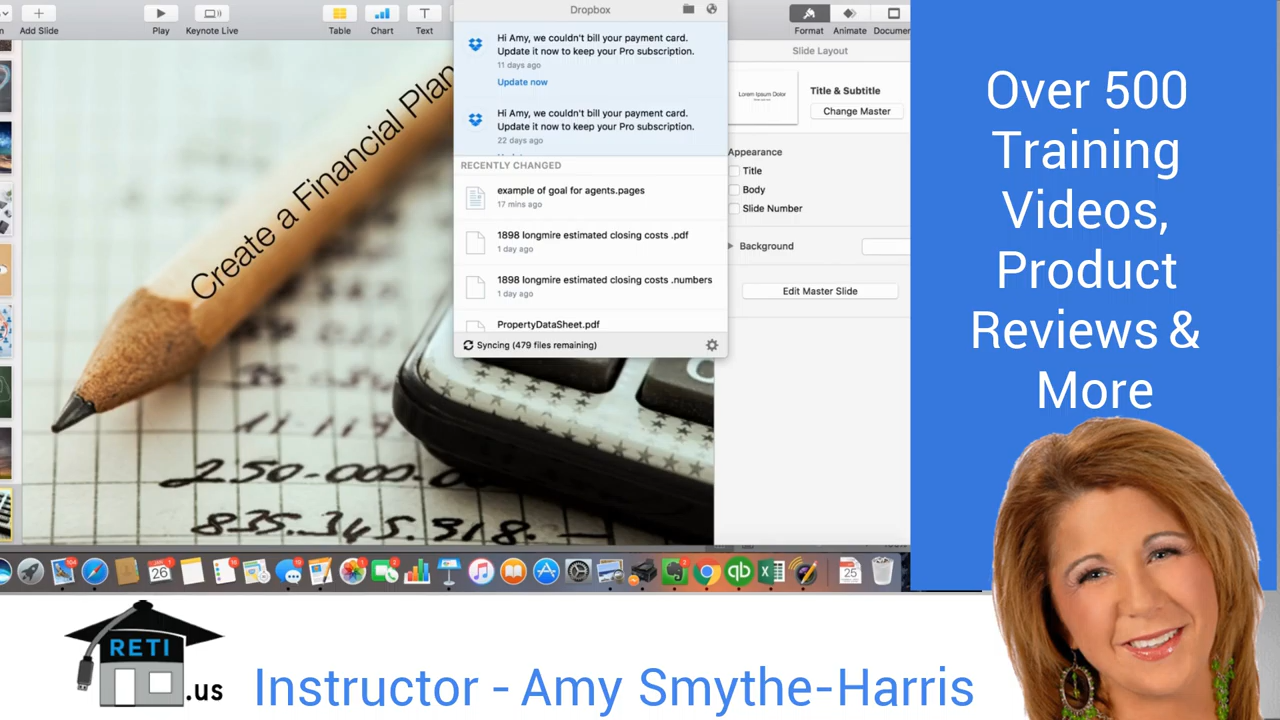 Add Slide
Play
Keynote Live
Table
Chart
Text
Dropbox
Format
Animate
Documen
Slide Layout
Hi Amy, we couldn't bill your payment card.
Update it now to keep your Pro subscription.
11 days ago
Update now
Hi Amy, we couldn't bill your payment card.
Update it now to keep your Pro subscription.
22 days ago
RECENTLY CHANGED
example of goal for agents.pages
17 mins ago
1898 longmire estimated closing costs .pdf
1 day ago
1898 longmire estimated closing costs .numbers
1 day ago
PropertyDataSheet.pdf
Syncing (479 files remaining)
Lorem Ipsum Dolor
Title & Subtitle
Change Master
Appearance
Title
Body
Slide Number
Background
Edit Master Slide
Create a Financial Plan
250-000.0
835.345.318.-
26
25
Over 500
Training
Videos,
Product
Reviews &
More
RETI
.us
Instructor - Amy Smythe-Harris